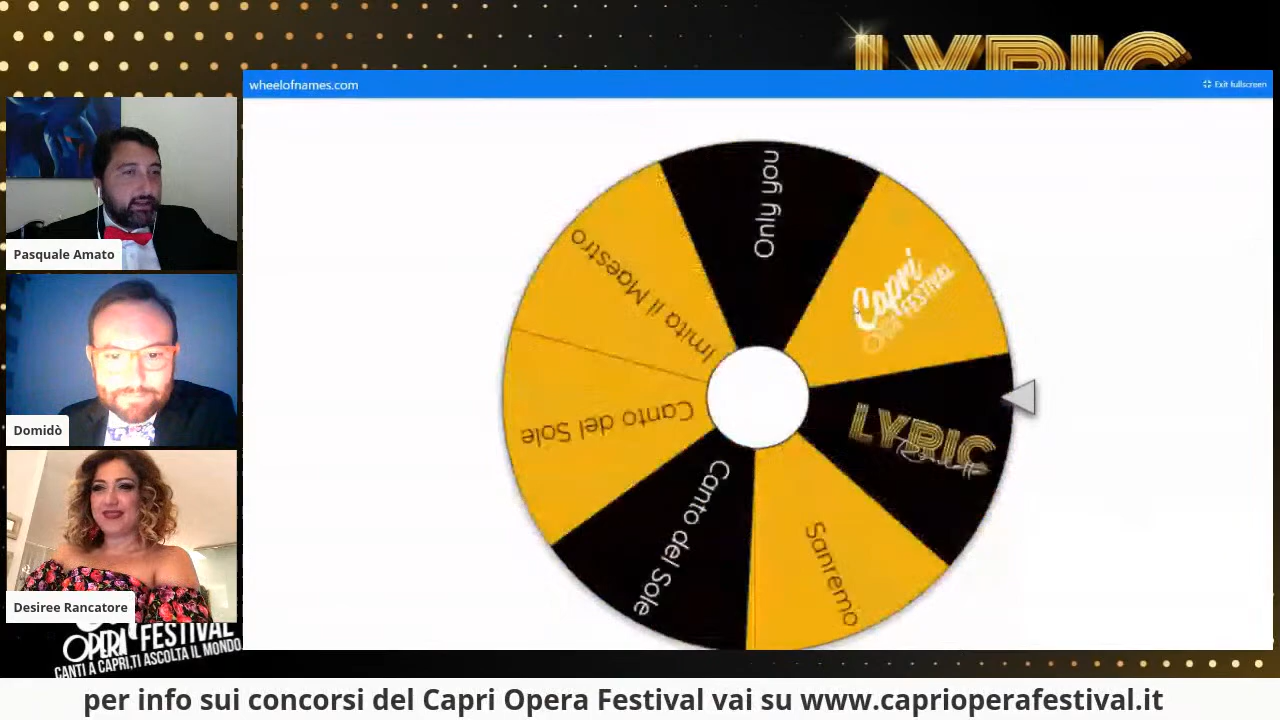 LYRIC
wheelofnames.com
Exit fullscreen
Pasquale Amato
Domidò
Desiree Rancatore
Only you
Capri
OPERA FESTIVAL
LYRIC
Roulette
Sanremo
Canto del Sole
Canto del Sole
Imita il Maestro
OPERA FESTIVAL
CANTI A CAPRI,TI ASCOLTA IL MONDO
per info sui concorsi del Capri Opera Festival vai su www.caprioperafestival.it